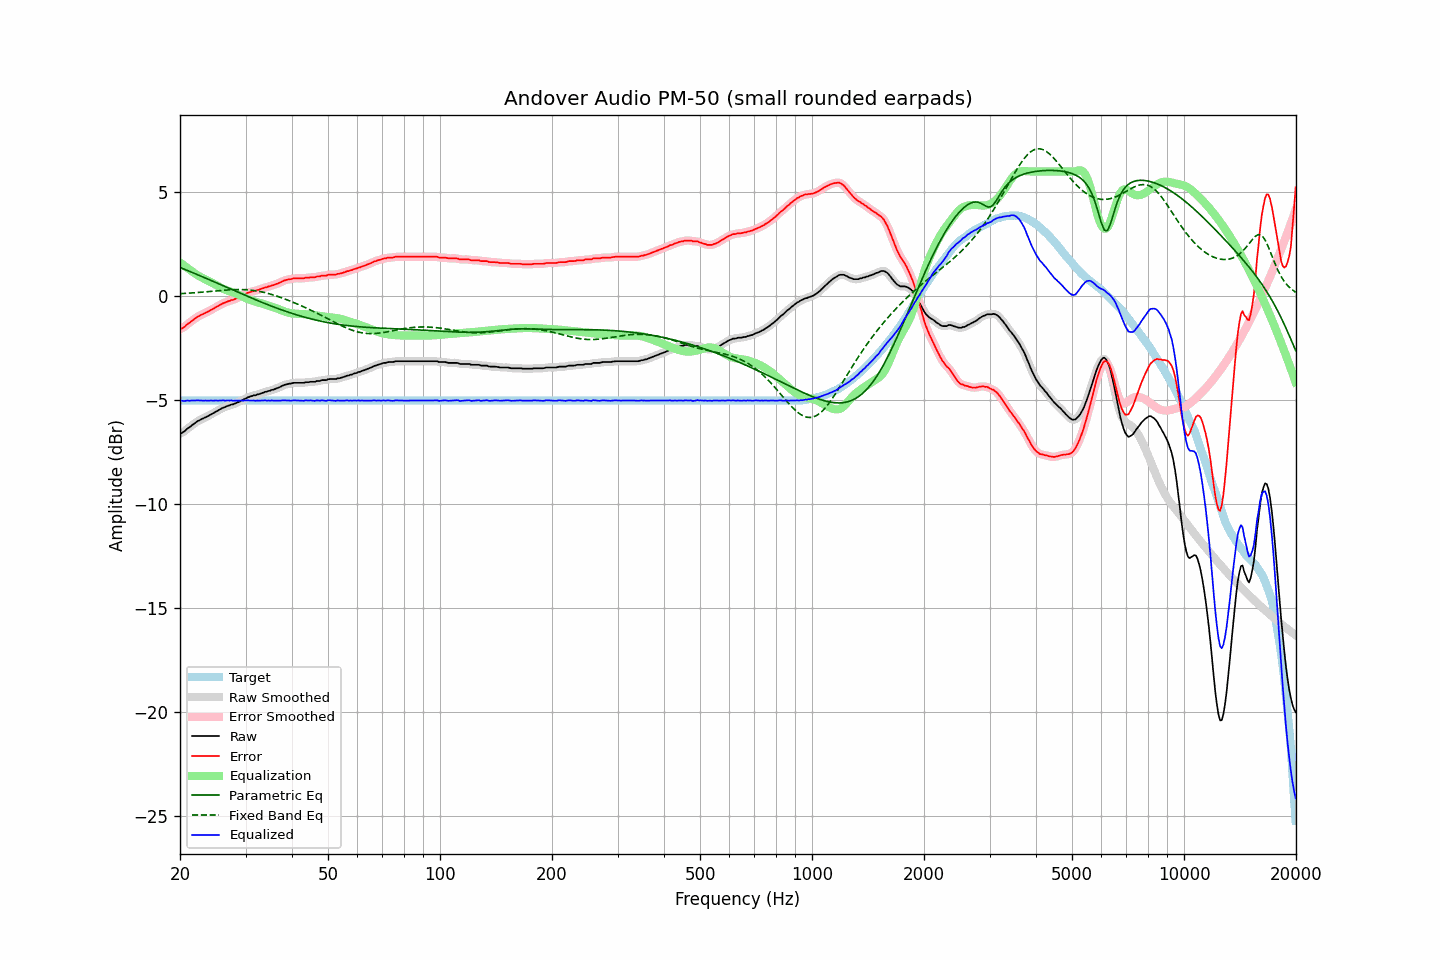 Andover Audio PM-50 (small rounded earpads)
Amplitude (dBr)
5
0
−5
−10
−15
−20
−25
Target
Raw Smoothed
Error Smoothed
Raw
Error
Equalization
Parametric Eq
Fixed Band Eq
Equalized
20
50
100
200
500
1000
2000
5000
10000
20000
Frequency (Hz)